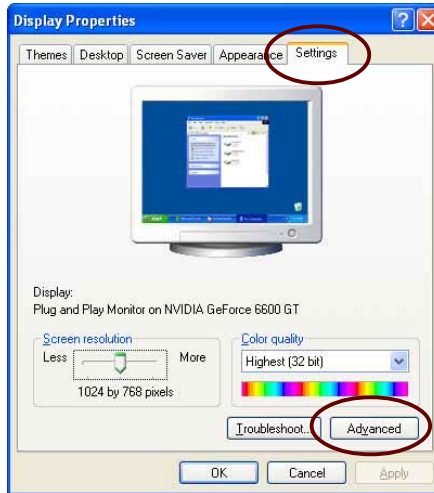 Display Properties
Themes Desktop Screen Saver Appearance Settings
Display:
Plug and Play Monitor on NVIDIA GeForce 6600 GT
Screen resolution
Less More
1024 by 768 pixels
Color quality
Highest (32 bit)
Troubleshoot... Advanced
OK Cancel Apply